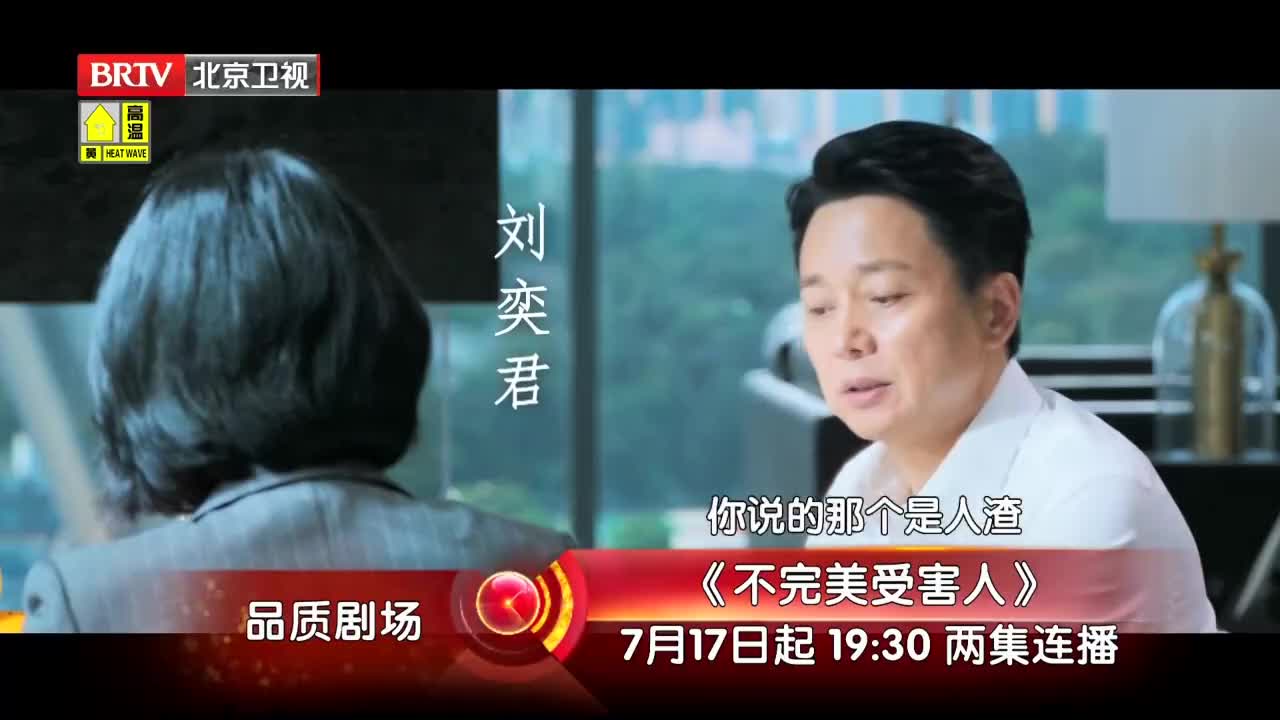 BRTV 北京卫视
高温
黄 HEAT WAVE
刘奕君
你说的那个是人渣
品质剧场
《不完美受害人》
7月17日起 19:30 两集连播